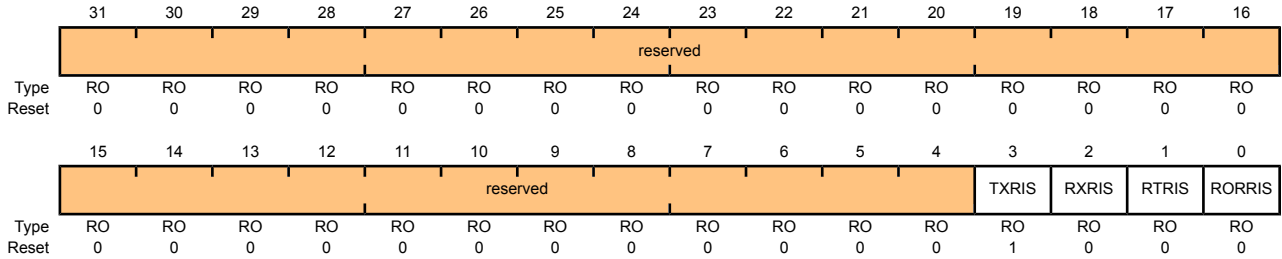 31 30 29 28 27 26 25 24 23 22 21 20 19 18 17 16
reserved
Type RO RO RO RO RO RO RO RO RO RO RO RO RO RO RO RO
Reset 0 0 0 0 0 0 0 0 0 0 0 0 0 0 0 0
15 14 13 12 11 10 9 8 7 6 5 4 3 2 1 0
reserved TXRIS RXRIS RTRIS RORRIS
Type RO RO RO RO RO RO RO RO RO RO RO RO RO RO RO RO
Reset 0 0 0 0 0 0 0 0 0 0 0 0 1 0 0 0